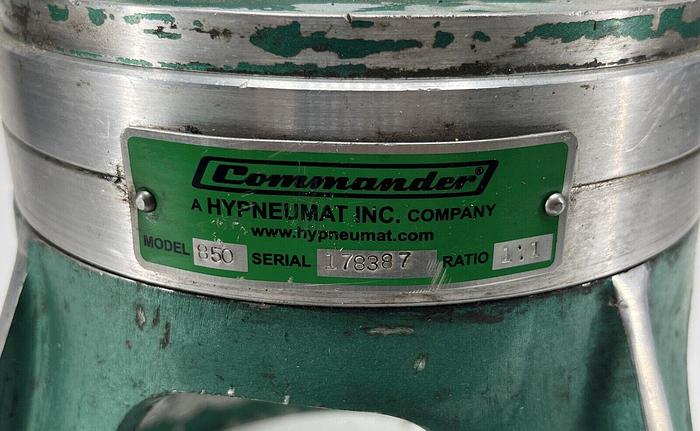 Commander®
A HYPNEUMAT INC. COMPANY
www.hypneumat.com
MODEL 850 SERIAL 178387 RATIO 1:1